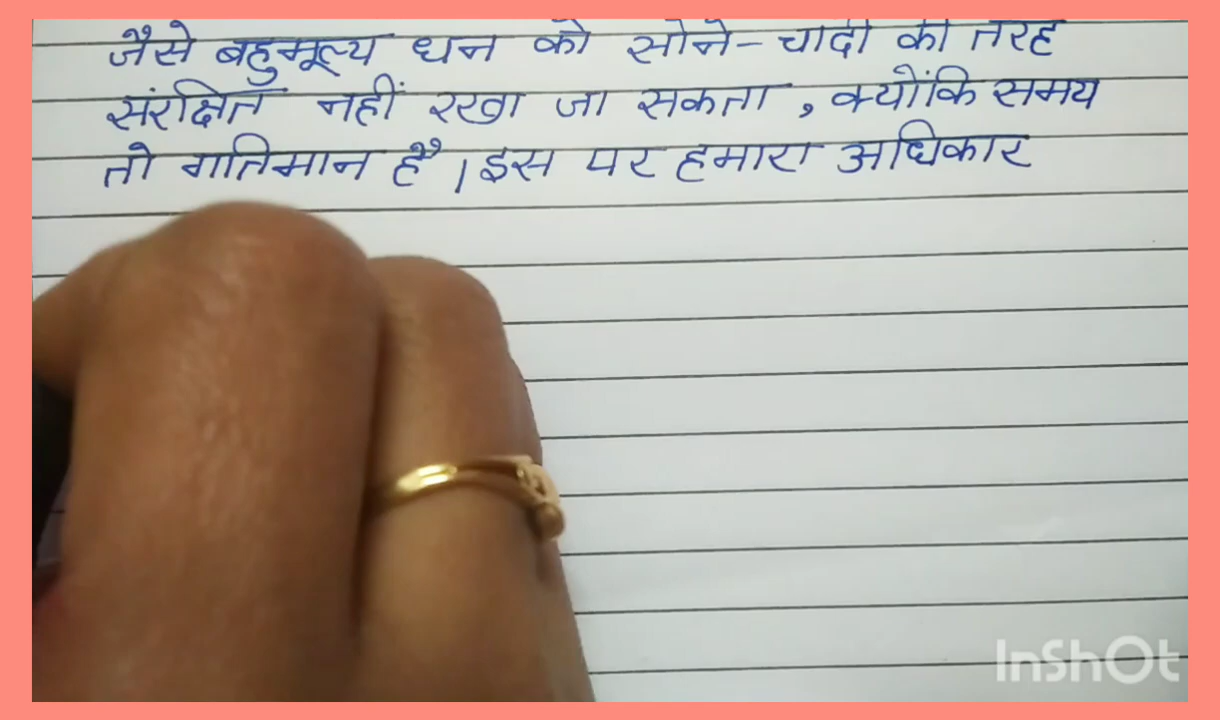 जैसे बहुमूल्य धन को सोने-चांदी की तरह
संरक्षित नहीं रखा जा सकता, क्योंकि समय
तो गतिमान है। इस पर हमारा अधिकार
InShOt